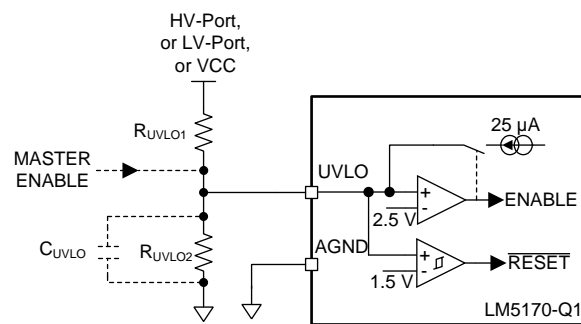 HV-Port,
or LV-Port,
or VCC
RUVLO1
25 µA
MASTER
ENABLE
UVLO
+
-
2.5 V
ENABLE
CUVLO
RUVLO2
AGND
+
-
1.5 V
RESET
LM5170-Q1